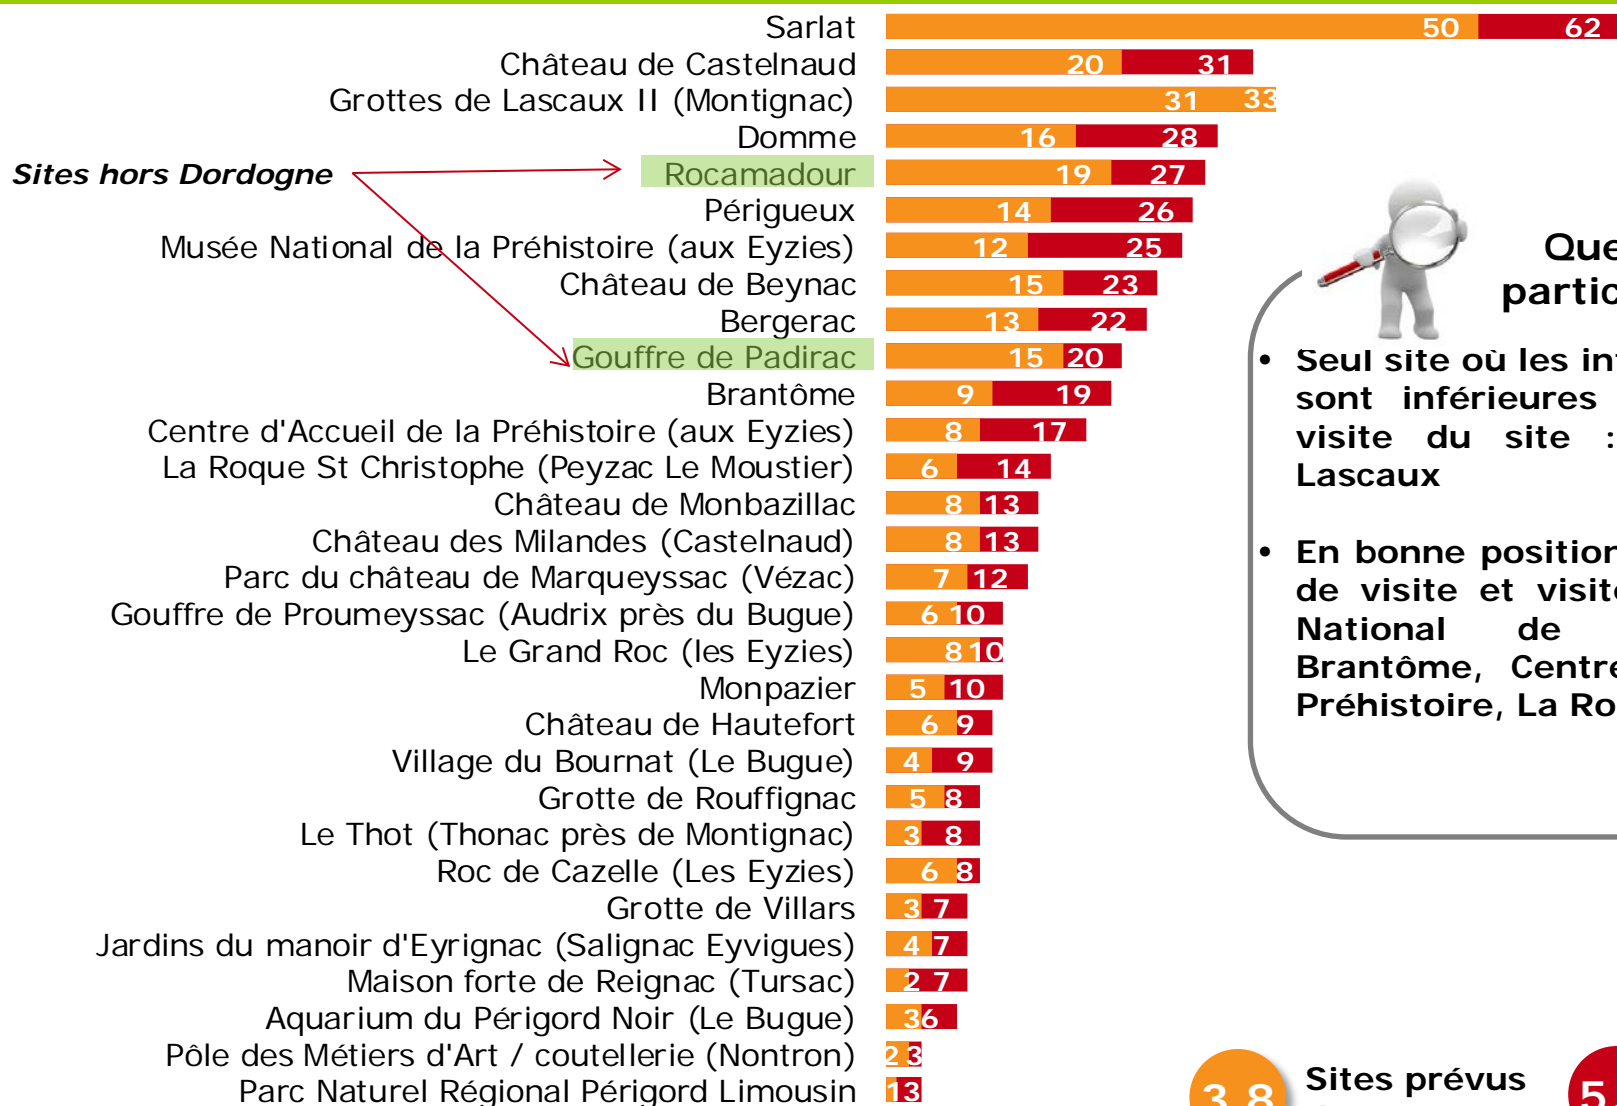 Sarlat 50 62
Château de Castelnaud 20 31
Grottes de Lascaux II (Montignac) 31 33
Domme 16 28
Sites hors Dordogne
Rocamadour 19 27
Périgueux 14 26
Musée National de la Préhistoire (aux Eyzies) 12 25
Château de Beynac 15 23
Bergerac 13 22
Gouffre de Padirac 15 20
Brantôme 9 19
Centre d'Accueil de la Préhistoire (aux Eyzies) 8 17
La Roque St Christophe (Peyzac Le Moustier) 6 14
Château de Monbazillac 8 13
Château des Milandes (Castelnaud) 8 13
Parc du château de Marqueyssac (Vézac) 7 12
Gouffre de Proumeyssac (Audrix près du Bugue) 6 10
Le Grand Roc (les Eyzies) 8 10
Monpazier 5 10
Château de Hautefort 6 9
Village du Bournat (Le Bugue) 4 9
Grotte de Rouffignac 5 8
Le Thot (Thonac près de Montignac) 3 8
Roc de Cazelle (Les Eyzies) 6 8
Grotte de Villars 3 7
Jardins du manoir d'Eyrignac (Salignac Eyvigues) 4 7
Maison forte de Reignac (Tursac) 2 7
Aquarium du Périgord Noir (Le Bugue) 3 6
Pôle des Métiers d'Art / coutellerie (Nontron) 2 3
Parc Naturel Régional Périgord Limousin 1 3
Que
partic
• Seul site où les in
sont inférieures
visite du site :
Lascaux
• En bonne position
de visite et visit
National de
Brantôme, Centre
Préhistoire, La Ro
3,8 Sites prévus 5